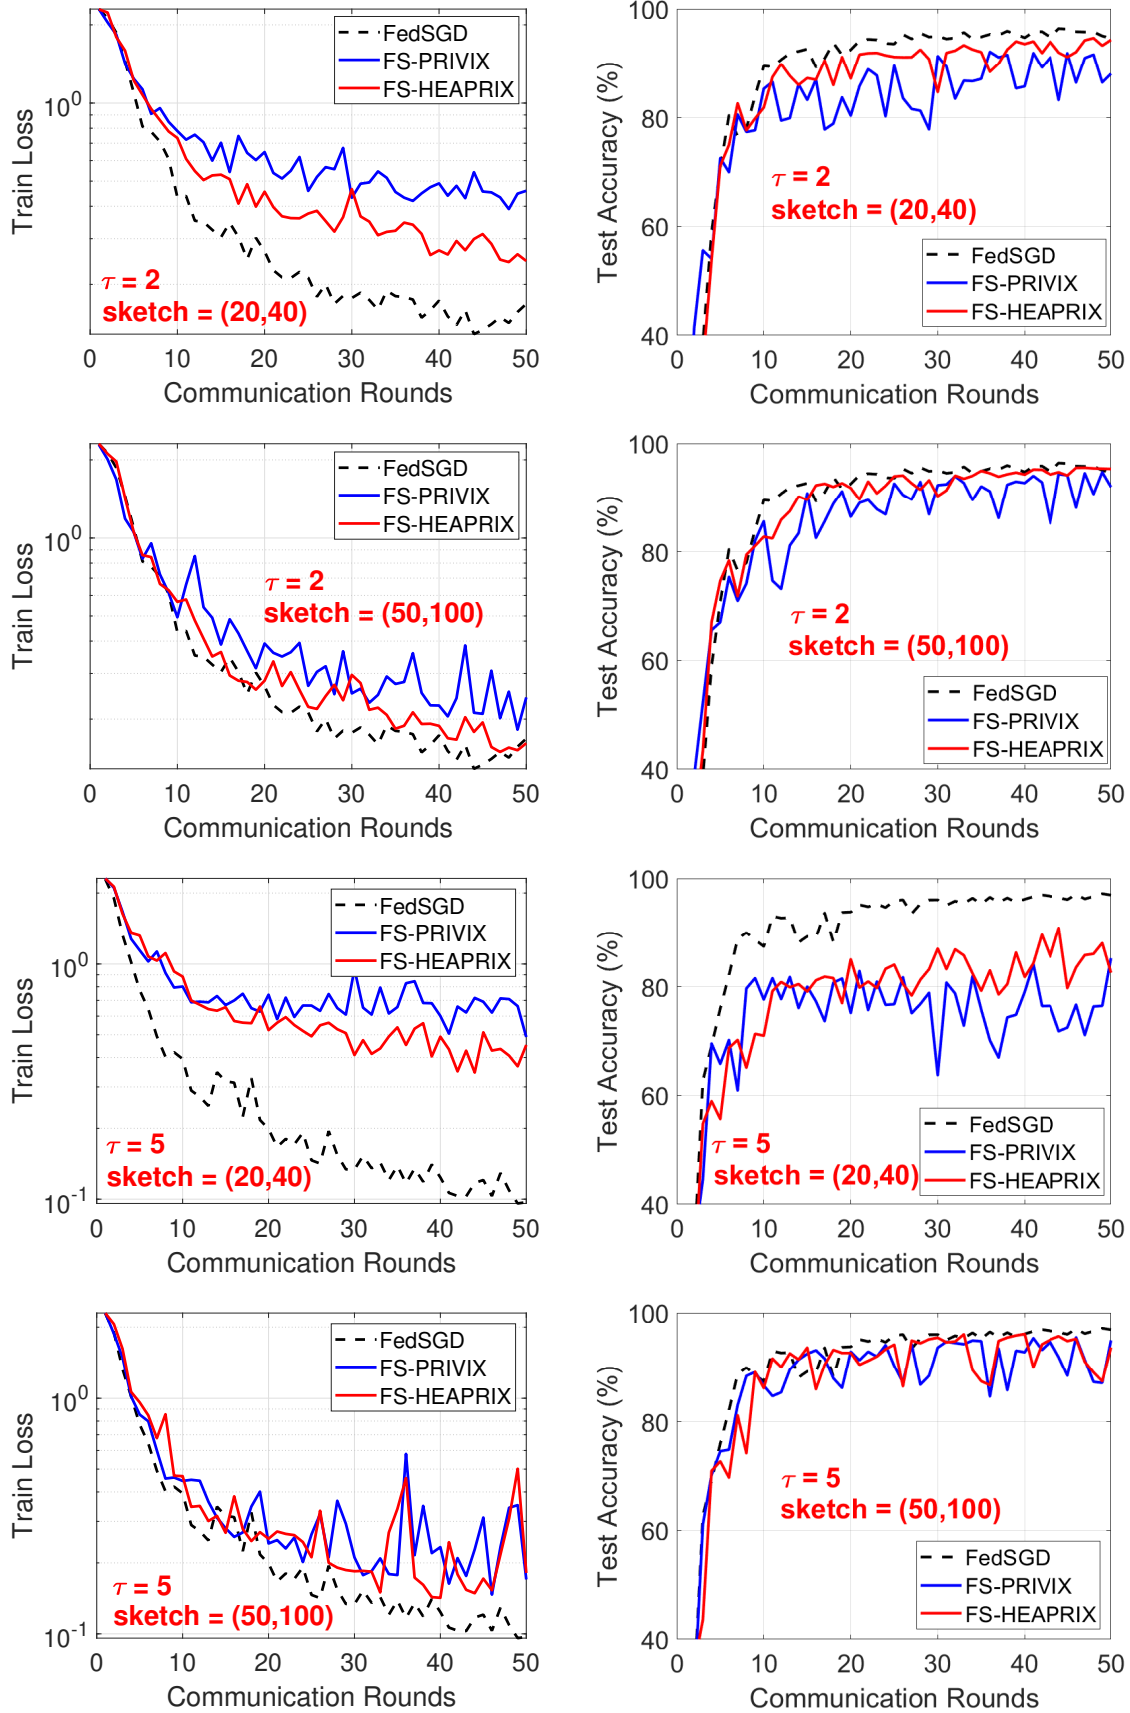 10^0
Train Loss
FedSGD
FS-PRIVIX
FS-HEAPRIX
τ = 2
sketch = (20,40)
0 10 20 30 40 50
Communication Rounds
100
80
60
40
Test Accuracy (%)
τ = 2
sketch = (20,40)
FedSGD
FS-PRIVIX
FS-HEAPRIX
0 10 20 30 40 50
Communication Rounds
10^0
Train Loss
FedSGD
FS-PRIVIX
FS-HEAPRIX
τ = 2
sketch = (50,100)
0 10 20 30 40 50
Communication Rounds
100
80
60
40
Test Accuracy (%)
τ = 2
sketch = (50,100)
FedSGD
FS-PRIVIX
FS-HEAPRIX
0 10 20 30 40 50
Communication Rounds
10^0
10^-1
Train Loss
FedSGD
FS-PRIVIX
FS-HEAPRIX
τ = 5
sketch = (20,40)
0 10 20 30 40 50
Communication Rounds
100
80
60
40
Test Accuracy (%)
FedSGD
FS-PRIVIX
FS-HEAPRIX
τ = 5
sketch = (20,40)
0 10 20 30 40 50
Communication Rounds
10^0
10^-1
Train Loss
FedSGD
FS-PRIVIX
FS-HEAPRIX
τ = 5
sketch = (50,100)
0 10 20 30 40 50
Communication Rounds
100
80
60
40
Test Accuracy (%)
τ = 5
sketch = (50,100)
FedSGD
FS-PRIVIX
FS-HEAPRIX
0 10 20 30 40 50
Communication Rounds